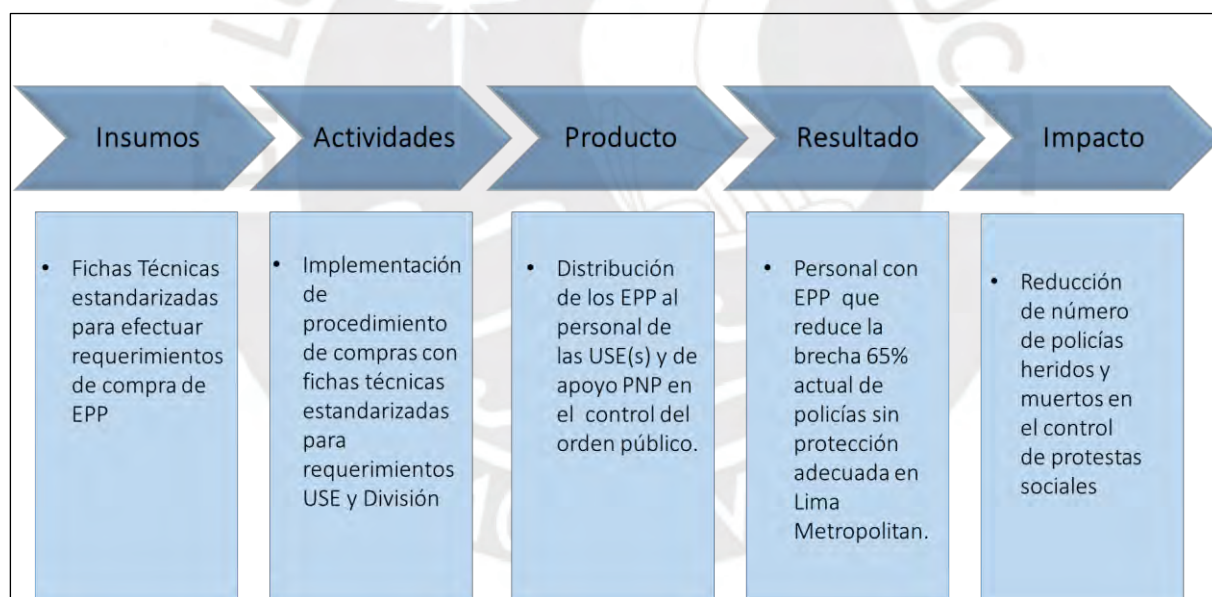 Insumos
Actividades
Producto
Resultado
Impacto
• Fichas Técnicas
estandarizadas
para efectuar
requerimientos
de compra de
EPP
• Implementación
de
procedimiento
de compras con
fichas técnicas
estandarizadas
para
requerimientos
USE y División
• Distribución
de los EPP al
personal de
las USE(s) y de
apoyo PNP en
el control del
orden público.
• Personal con
EPP que
reduce la
brecha 65%
actual de
policías sin
protección
adecuada en
Lima
Metropolitan.
• Reducción
de número
de policías
heridos y
muertos en
el control
de protestas
sociales